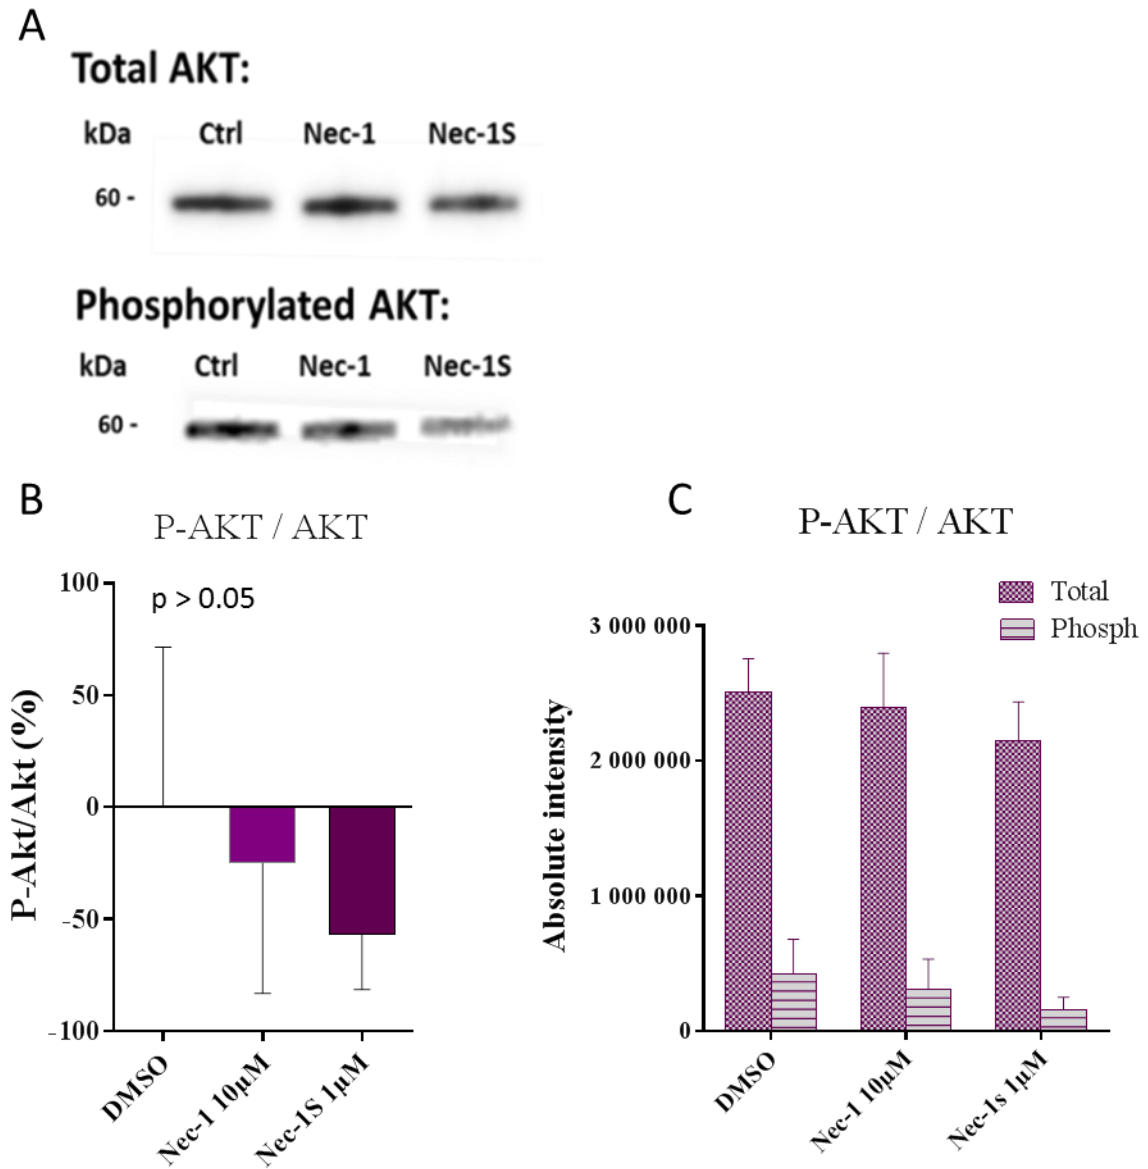 A
Total AKT:
kDa Ctrl Nec-1 Nec-1S
60 -
Phosphorylated AKT:
kDa Ctrl Nec-1 Nec-1S
60 -
B
P-AKT / AKT
p > 0.05
P-Akt/Akt (%)
100
50
0
-50
-100
DMSO
Nec-1 10µM
Nec-1S 1µM
C
P-AKT / AKT
Total
Phosph
Absolute intensity
3 000 000
2 000 000
1 000 000
0
DMSO
Nec-1 10µM
Nec-1s 1µM